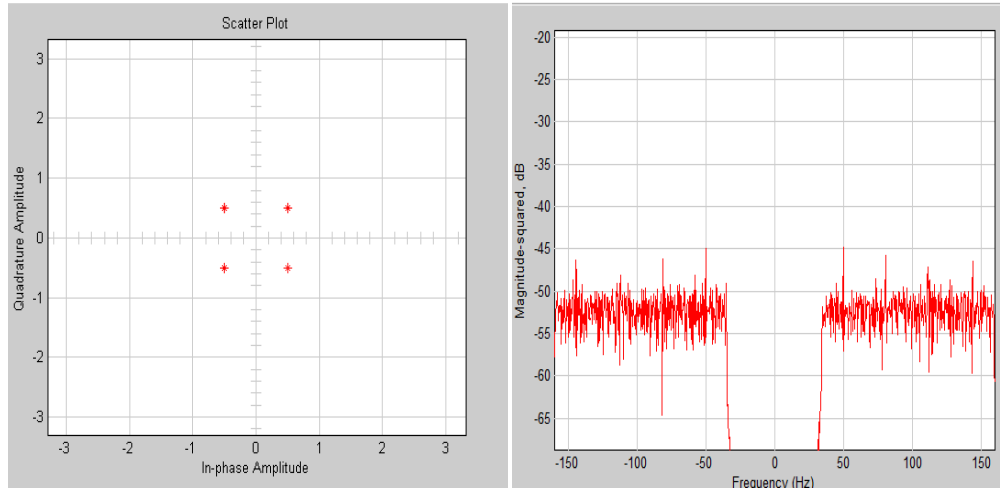 Scatter Plot
3
2
1
0
-1
-2
-3
Quadrature Amplitude
-3 -2 -1 0 1 2 3
In-phase Amplitude
-20
-25
-30
-35
-40
-45
-50
-55
-60
-65
Magnitude-squared, dB
-150 -100 -50 0 50 100 150
Frequency (Hz)